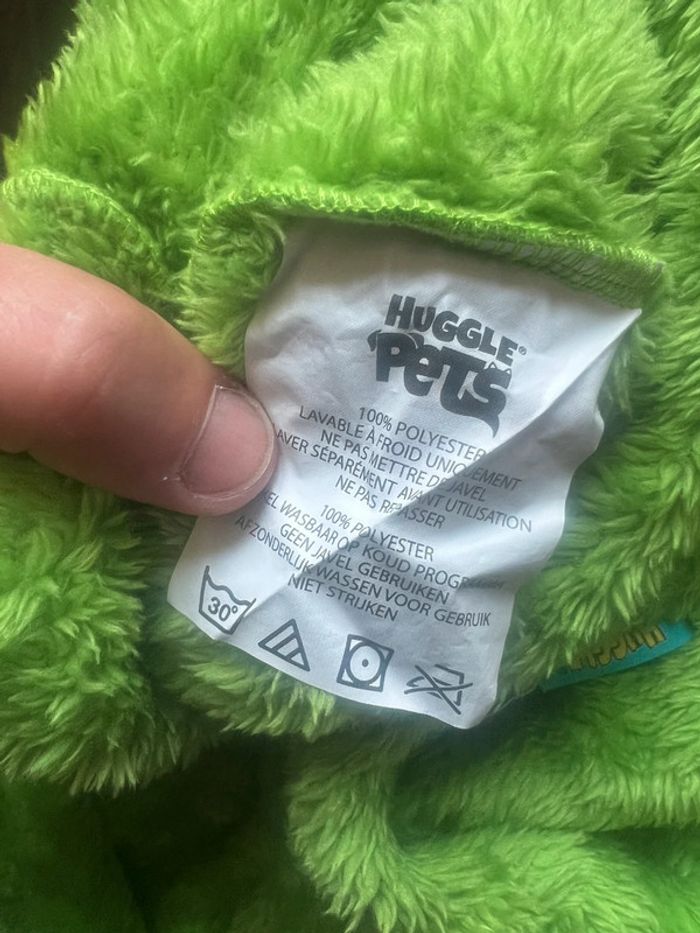 HUGGLE®
PETS
100% POLYESTER
LAVABLE À FROID UNIQUEMENT
NE PAS METTRE DE JAVEL
LAVER SÉPARÉMENT AVANT UTILISATION
NE PAS REPASSER
100% POLYESTER
WASBAAR OP KOUD
GEEN JAVEL GEBRUIKEN
AFZONDERLIJK WASSEN VOOR GEBRUIK
NIET STRIJKEN
30°